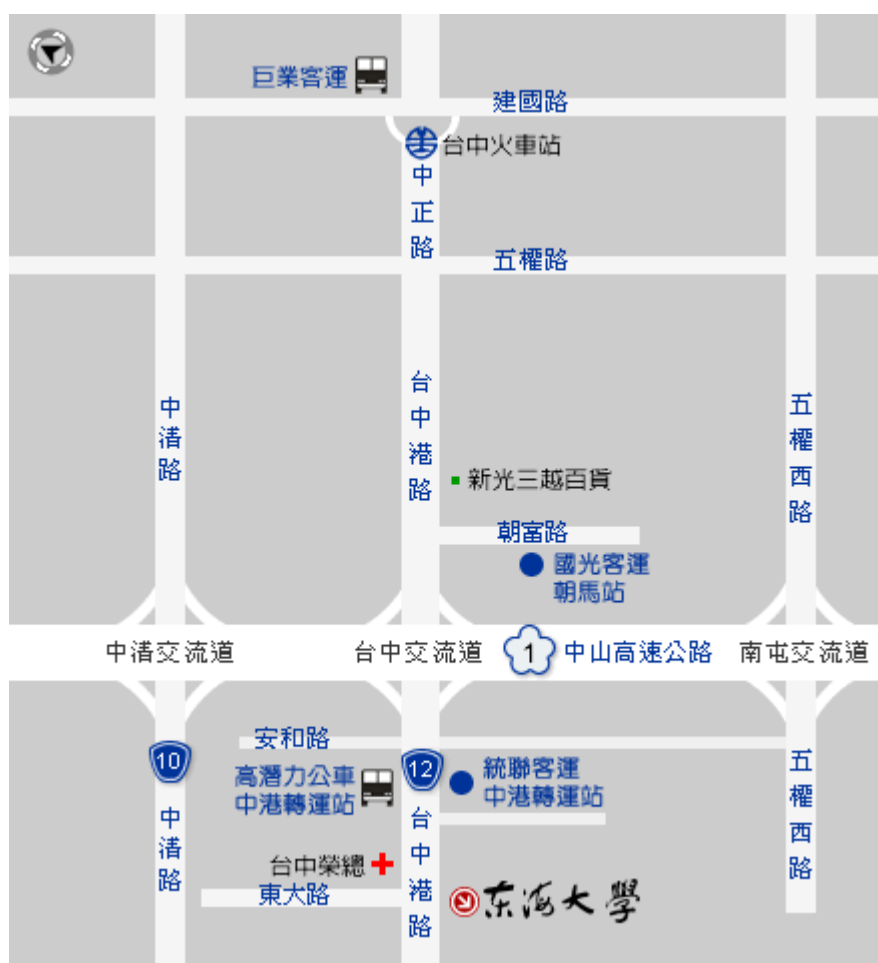 巨業客運
建國路
台中火車站
中正路
五權路
中清路
台中港路
五權西路
新光三越百貨
朝富路
國光客運
朝馬站
中清交流道
台中交流道
1
中山高速公路
南屯交流道
安和路
10
12
高潛力公車
中港轉運站
統聯客運
中港轉運站
五權西路
中清路
台中港路
台中榮總
東大路
东海大學